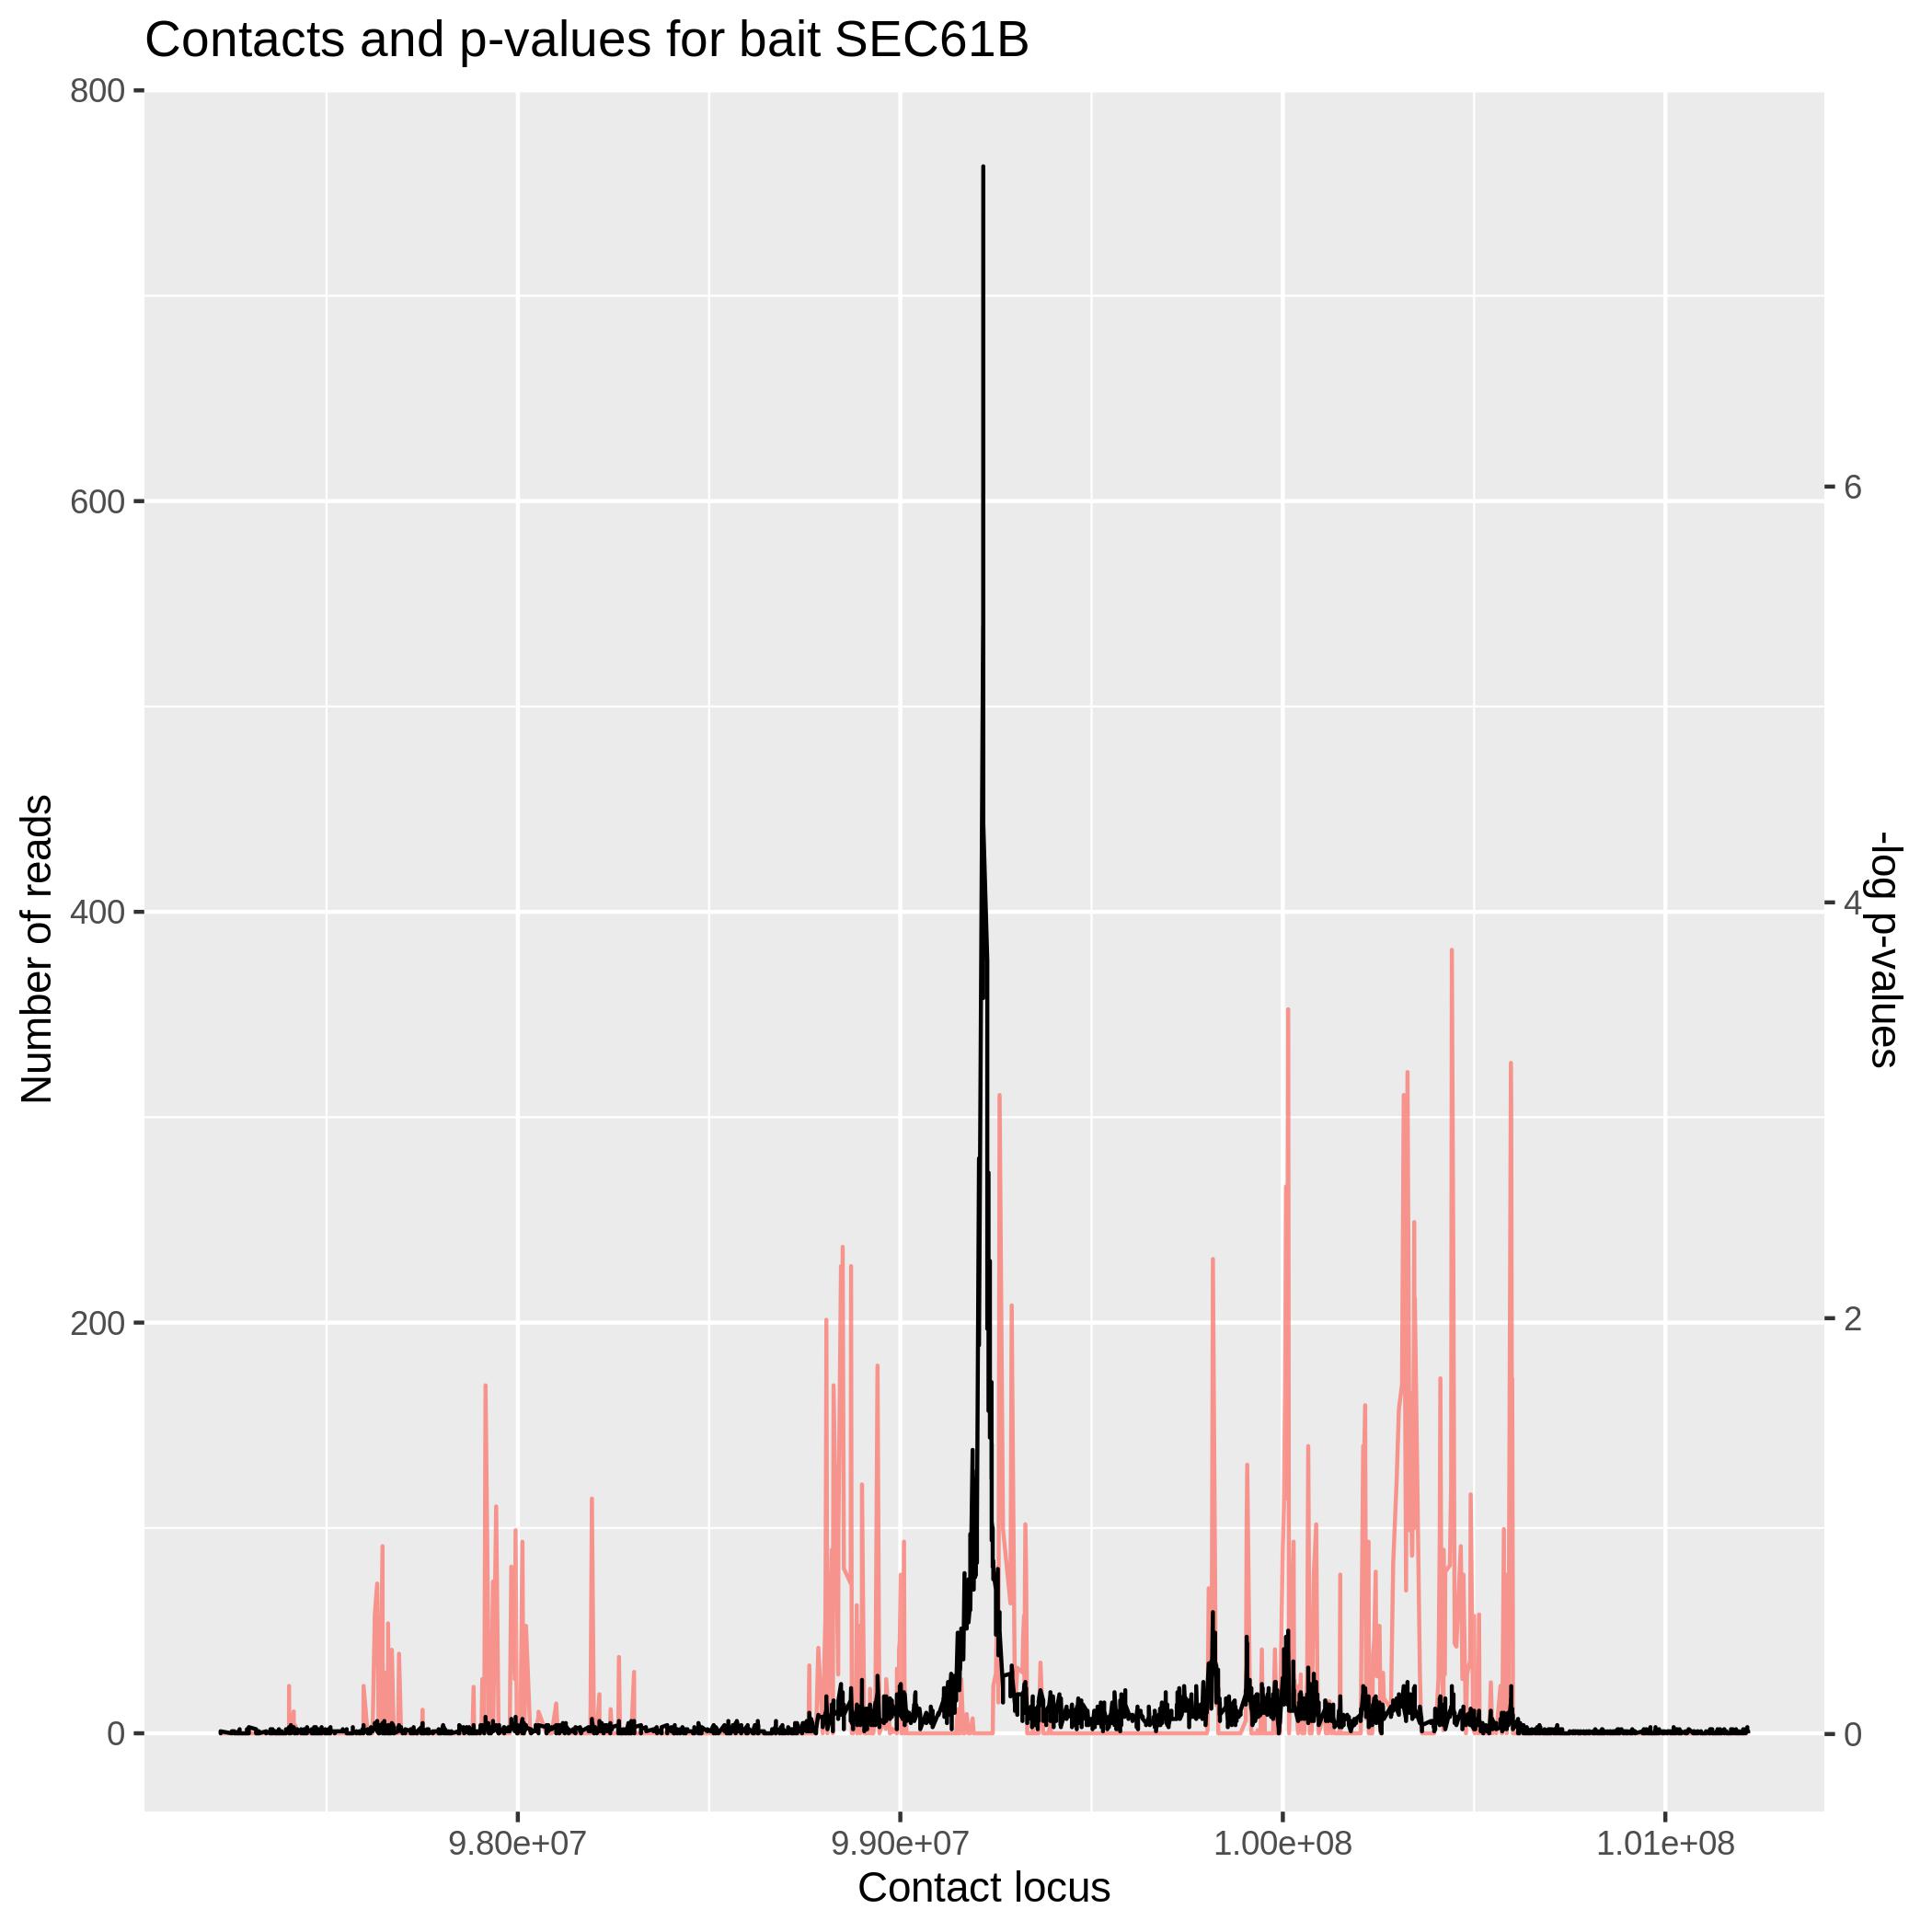 Contacts and p-values for bait SEC61B
800
600
400
200
0
Number of reads
6
4
2
0
-log p-values
9.80e+07 9.90e+07 1.00e+08 1.01e+08
Contact locus